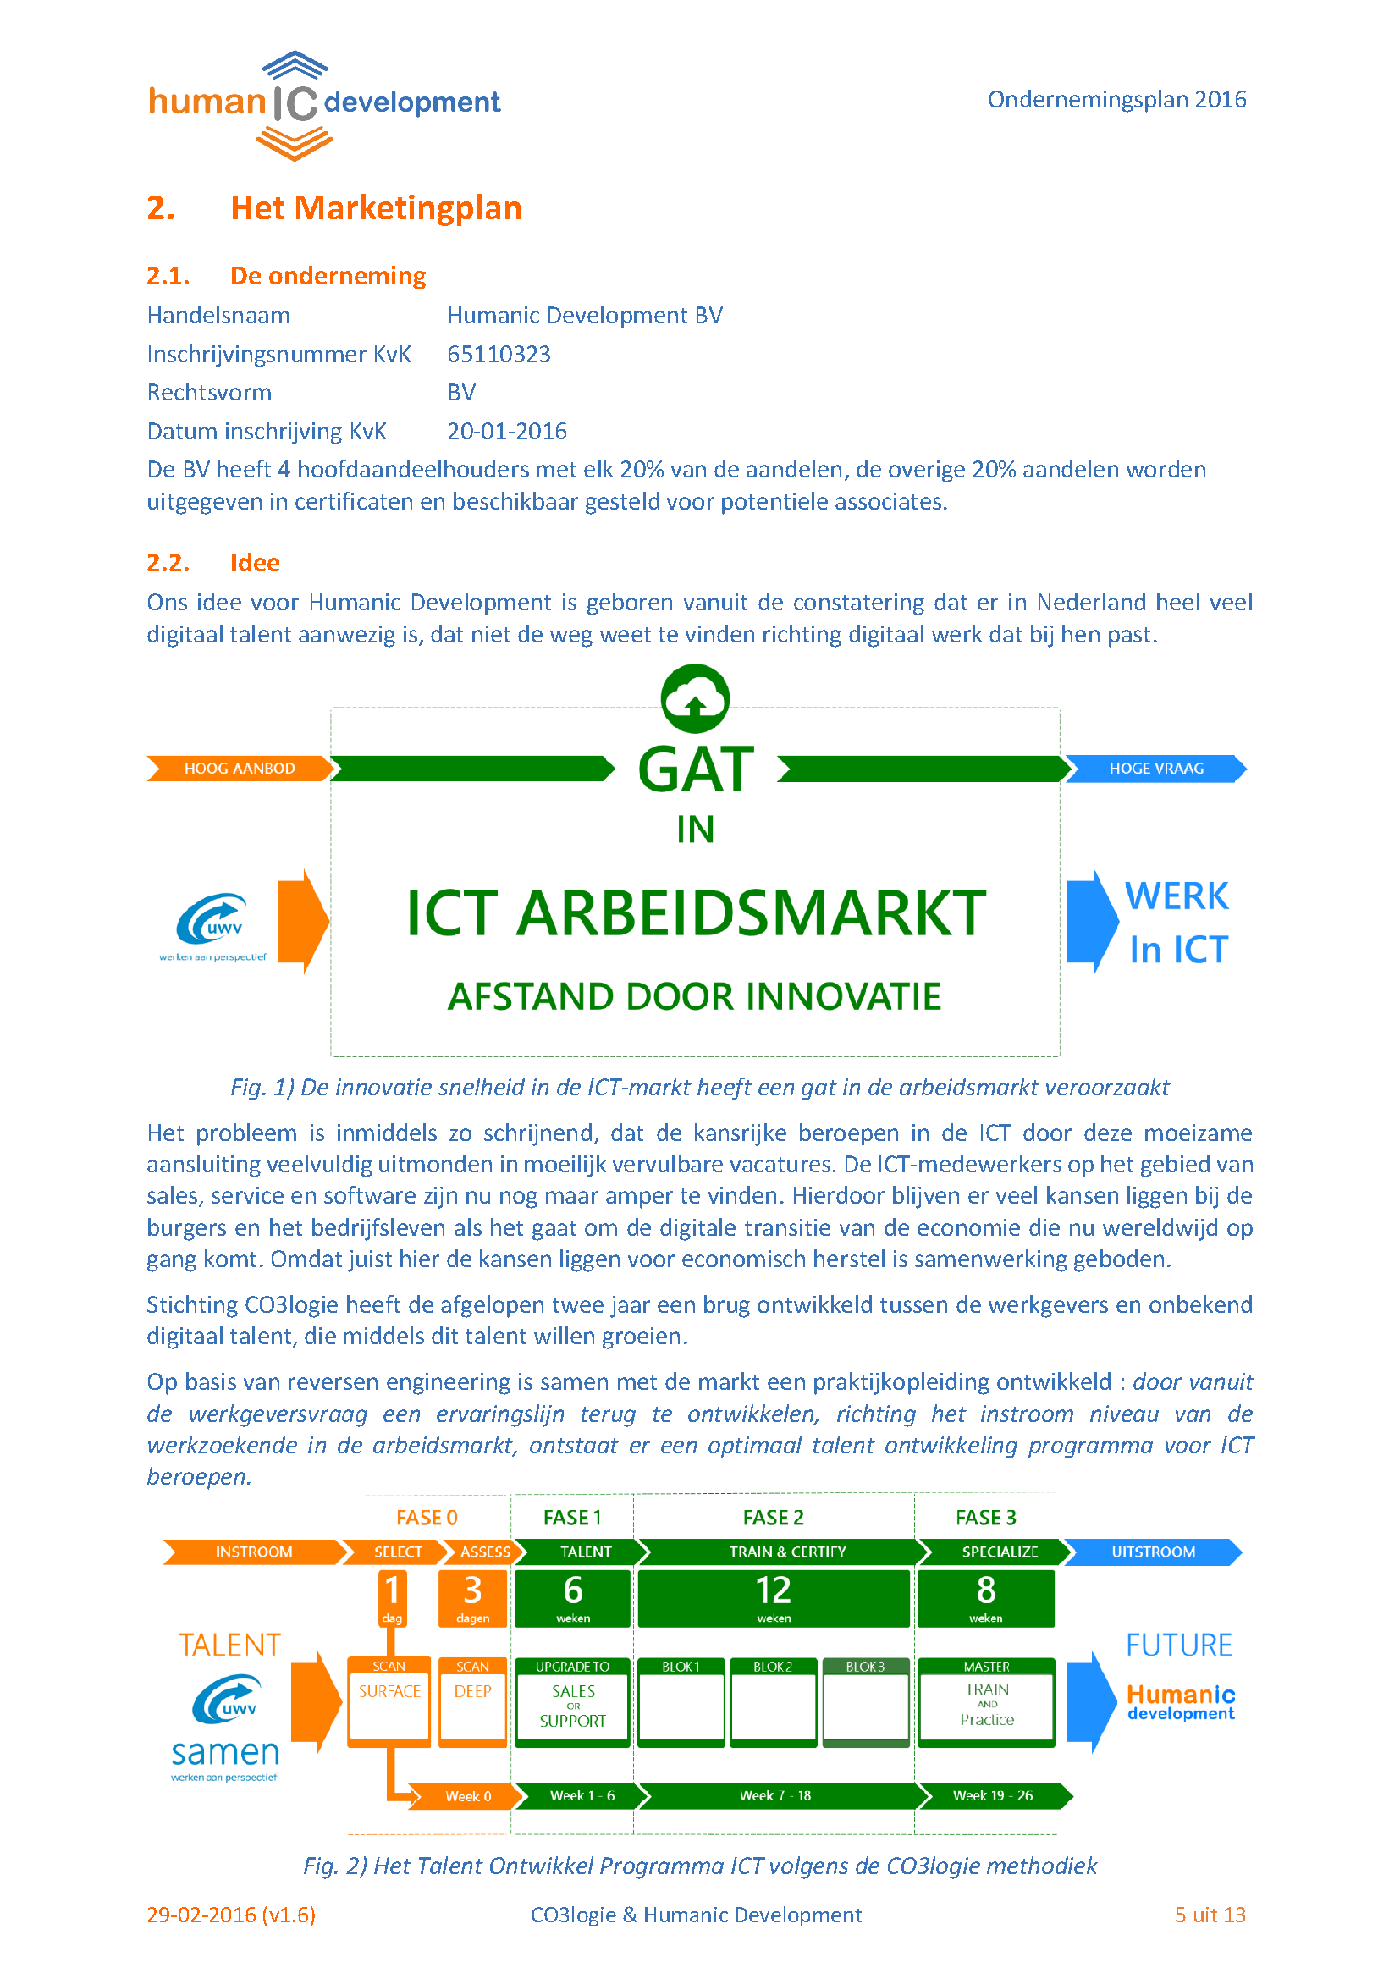 human IC development
Ondernemingsplan 2016
2. Het Marketingplan
2.1. De onderneming
Handelsnaam Humanic Development BV
Inschrijvingsnummer KvK 65110323
Rechtsvorm BV
Datum inschrijving KvK 20-01-2016
De BV heeft 4 hoofdaandeelhouders met elk 20% van de aandelen, de overige 20% aandelen worden
uitgegeven in certificaten en beschikbaar gesteld voor potentiele associates.
2.2. Idee
Ons idee voor Humanic Development is geboren vanuit de constatering dat er in Nederland heel veel
digitaal talent aanwezig is, dat niet de weg weet te vinden richting digitaal werk dat bij hen past.
HOOG AANBOD
GAT
HOGE VRAAG
IN
ICT ARBEIDSMARKT
AFSTAND DOOR INNOVATIE
UWV
werken aan perspectief
WERK
In ICT
Fig. 1) De innovatie snelheid in de ICT-markt heeft een gat in de arbeidsmarkt veroorzaakt
Het probleem is inmiddels zo schrijnend, dat de kansrijke beroepen in de ICT door deze moeizame
aansluiting veelvuldig uitmonden in moeilijk vervulbare vacatures. De ICT-medewerkers op het gebied van
sales, service en software zijn nu nog maar amper te vinden. Hierdoor blijven er veel kansen liggen bij de
burgers en het bedrijfsleven als het gaat om de digitale transitie van de economie die nu wereldwijd op
gang komt. Omdat juist hier de kansen liggen voor economisch herstel is samenwerking geboden.
Stichting CO3logie heeft de afgelopen twee jaar een brug ontwikkeld tussen de werkgevers en onbekend
digitaal talent, die middels dit talent willen groeien.
Op basis van reversen engineering is samen met de markt een praktijkopleiding ontwikkeld : door vanuit
de werkgeversvraag een ervaringslijn terug te ontwikkelen, richting het instroom niveau van de
werkzoekende in de arbeidsmarkt, ontstaat er een optimaal talent ontwikkeling programma voor ICT
beroepen.
FASE 0 FASE 1 FASE 2 FASE 3
INSTROOM SELECT ASSESS TALENT TRAIN & CERTIFY SPECIALIZE UITSTROOM
1 3 6 12 8
dag dagen weken weken weken
TALENT
UWV
samen
werken aan perspectief
SCAN SCAN UPGRADE TO BLOK1 BLOK2 BLOK3 MASTER
SURFACE DEEP SALES TRAIN
OR AND
SUPPORT Practice
FUTURE
Humanic
development
Week 0 Week 1 - 6 Week 7 - 18 Week 19 - 26
Fig. 2) Het Talent Ontwikkel Programma ICT volgens de CO3logie methodiek
29-02-2016 (v1.6) CO3logie & Humanic Development 5 uit 13